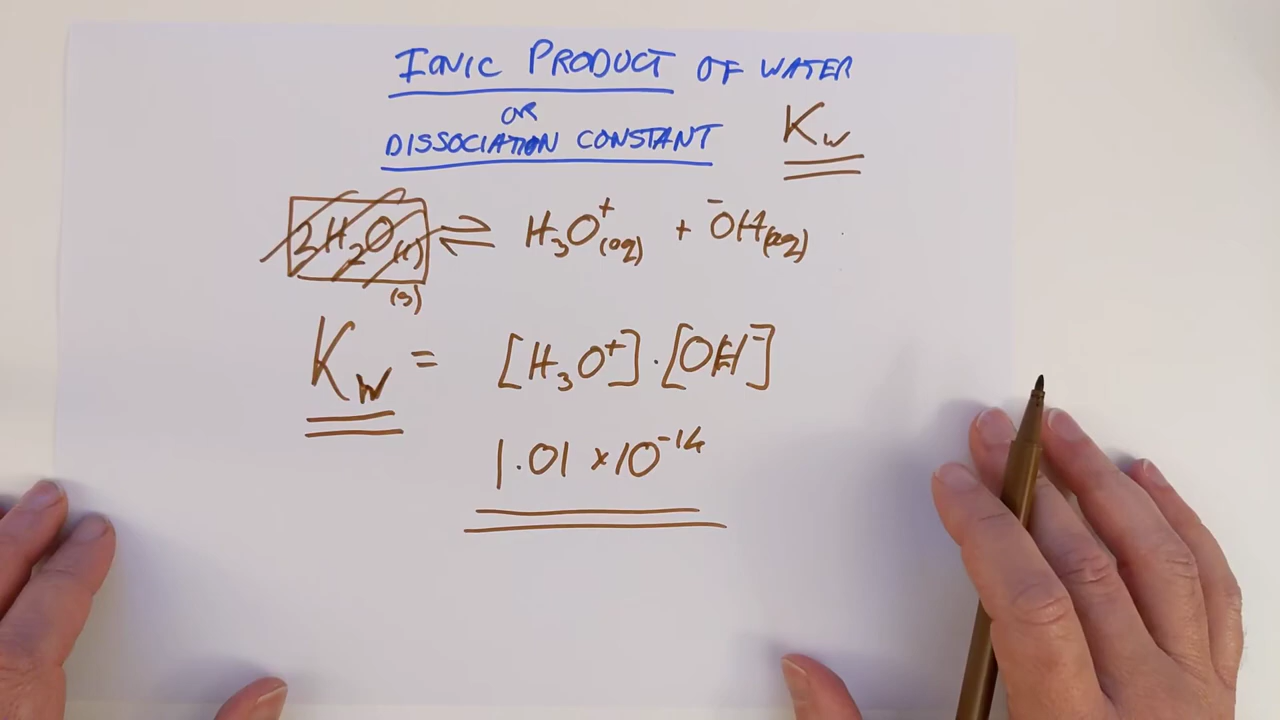 IONIC PRODUCT OF WATER
OR
DISSOCIATION CONSTANT Kw
2H₂O(l) ⇌ H₃O⁺(aq) + ⁻OH(aq)
(s)
Kw = [H₃O⁺]·[OH⁻]
1.01 × 10⁻¹⁴